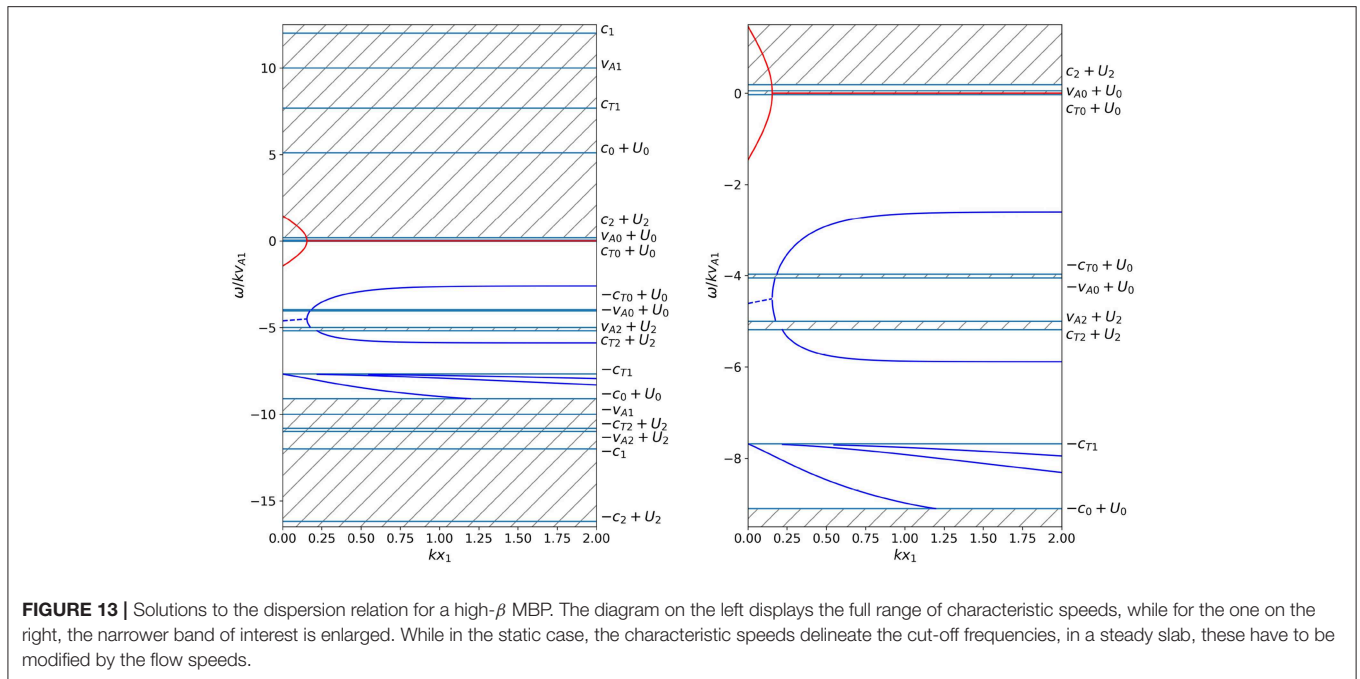 c₁
10
v_A1
c_T1
5
c₀ + U₀
c₂ + U₂
0
v_A0 + U₀
c_T0 + U₀
ω/kv_A1
−c_T0 + U₀
−v_A0 + U₀
−5
v_A2 + U₂
c_T2 + U₂
−c_T1
−c₀ + U₀
−10
−v_A1
−c_T2 + U₂
−v_A2 + U₂
−c₁
−15
−c₂ + U₂
0.00 0.25 0.50 0.75 1.00 1.25 1.50 1.75 2.00
kx₁
c₂ + U₂
0
v_A0 + U₀
c_T0 + U₀
−2
ω/kv_A1
−c_T0 + U₀
−4
−v_A0 + U₀
v_A2 + U₂
c_T2 + U₂
−6
−c_T1
−8
−c₀ + U₀
0.00 0.25 0.50 0.75 1.00 1.25 1.50 1.75 2.00
kx₁
FIGURE 13 | Solutions to the dispersion relation for a high-β MBP. The diagram on the left displays the full range of characteristic speeds, while for the one on the
right, the narrower band of interest is enlarged. While in the static case, the characteristic speeds delineate the cut-off frequencies, in a steady slab, these have to be
modified by the flow speeds.